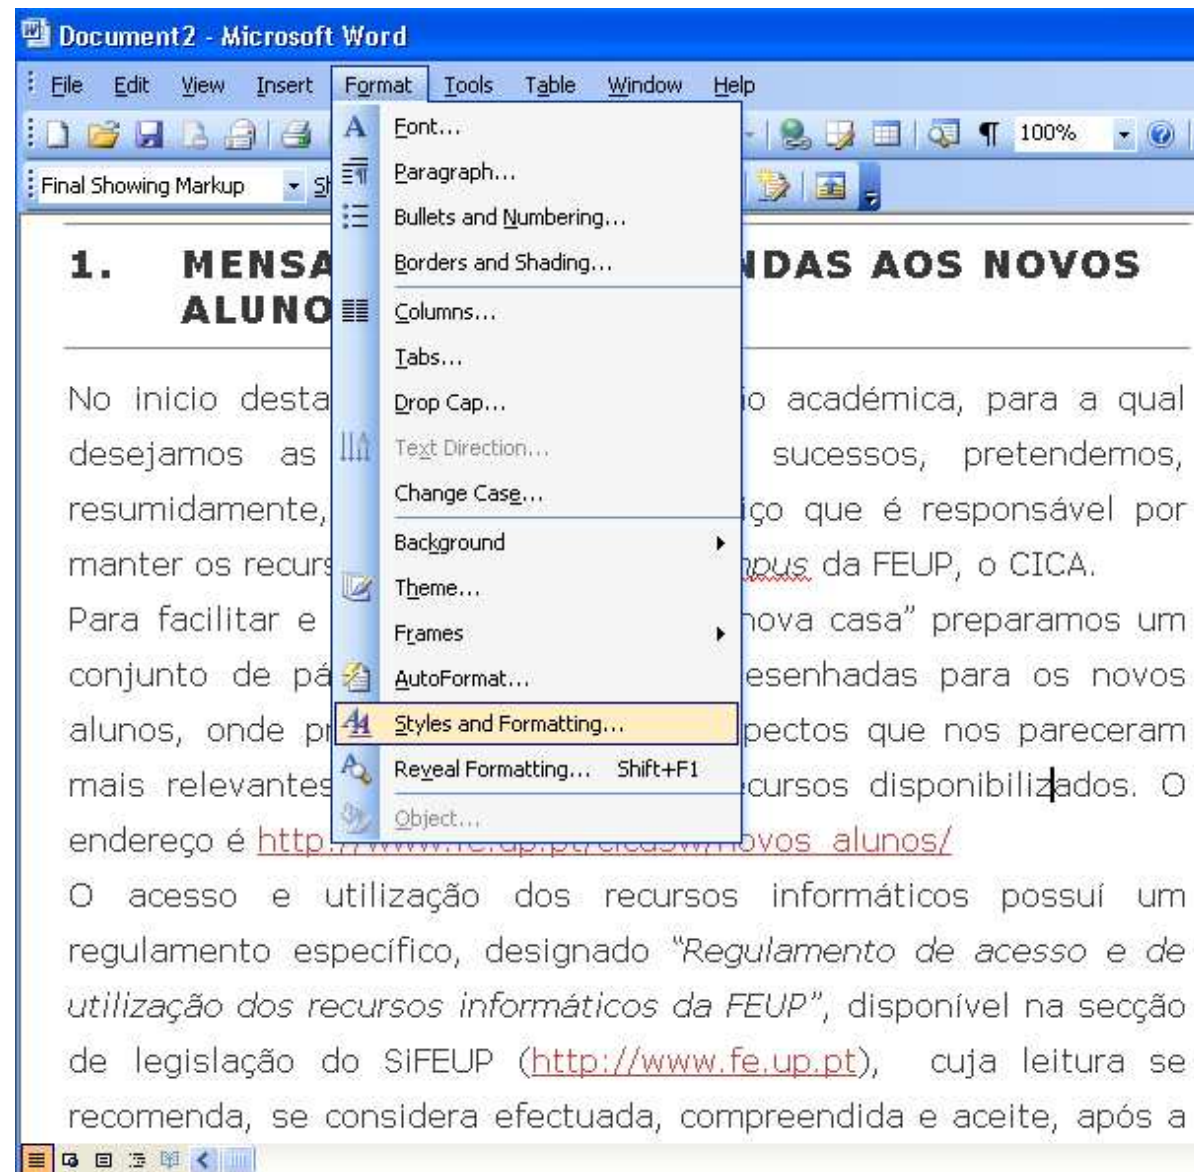 Document2 - Microsoft Word
File Edit View Insert Format Tools Table Window Help
100%
Final Showing Markup
Font...
Paragraph...
Bullets and Numbering...
Borders and Shading...
Columns...
Tabs...
Drop Cap...
Text Direction...
Change Case...
Background
Theme...
Frames
AutoFormat...
Styles and Formatting...
Reveal Formatting... Shift+F1
Object...
1. MENSA NDAS AOS NOVOS
ALUNO
No inicio desta académica, para a qual
desejamos as sucessos, pretendemos,
resumidamente, que é responsável por
manter os recurs da FEUP, o CICA.
Para facilitar e nova casa” preparamos um
conjunto de pá esenhadas para os novos
alunos, onde pr pectos que nos pareceram
mais relevantes cursos disponibilizados. O
endereço é http://www.fe.up.pt/cicasw/novos_alunos/
O acesso e utilização dos recursos informáticos possuí um
regulamento específico, designado “Regulamento de acesso e de
utilização dos recursos informáticos da FEUP”, disponível na secção
de legislação do SiFEUP (http://www.fe.up.pt), cuja leitura se
recomenda, se considera efectuada, compreendida e aceite, após a